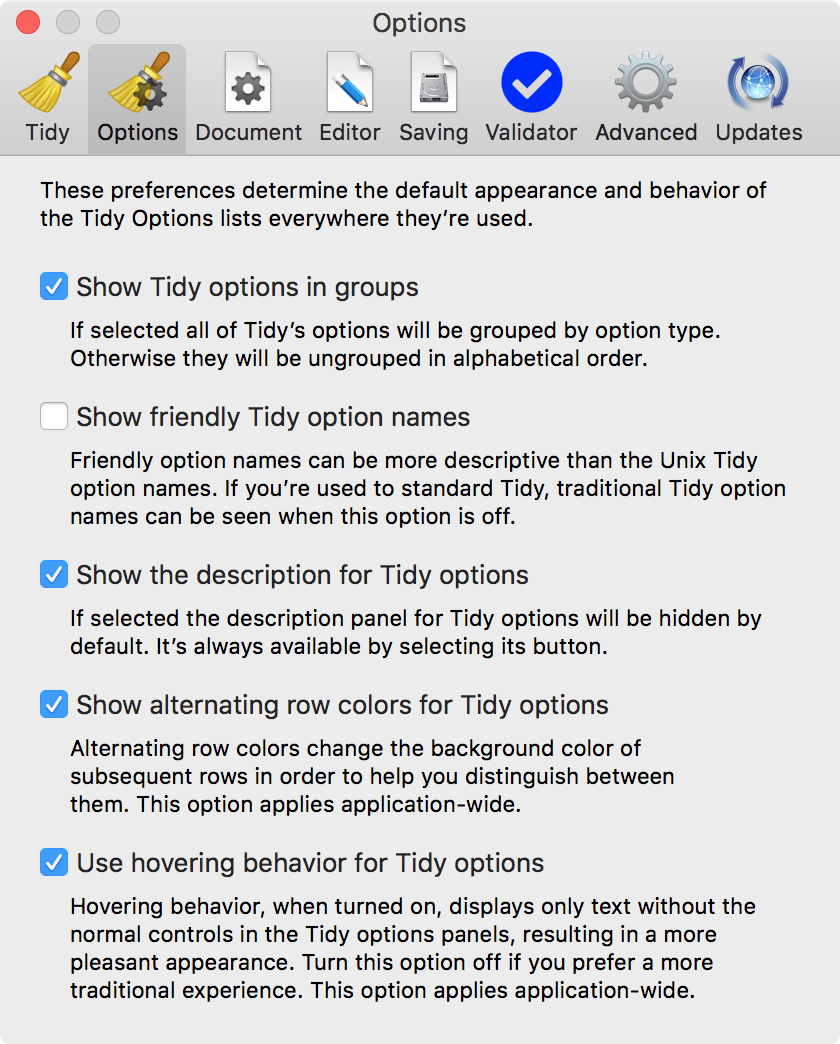 Options
Tidy Options Document Editor Saving Validator Advanced Updates
These preferences determine the default appearance and behavior of
the Tidy Options lists everywhere they’re used.
Show Tidy options in groups
If selected all of Tidy’s options will be grouped by option type.
Otherwise they will be ungrouped in alphabetical order.
Show friendly Tidy option names
Friendly option names can be more descriptive than the Unix Tidy
option names. If you’re used to standard Tidy, traditional Tidy option
names can be seen when this option is off.
Show the description for Tidy options
If selected the description panel for Tidy options will be hidden by
default. It’s always available by selecting its button.
Show alternating row colors for Tidy options
Alternating row colors change the background color of
subsequent rows in order to help you distinguish between
them. This option applies application-wide.
Use hovering behavior for Tidy options
Hovering behavior, when turned on, displays only text without the
normal controls in the Tidy options panels, resulting in a more
pleasant appearance. Turn this option off if you prefer a more
traditional experience. This option applies application-wide.